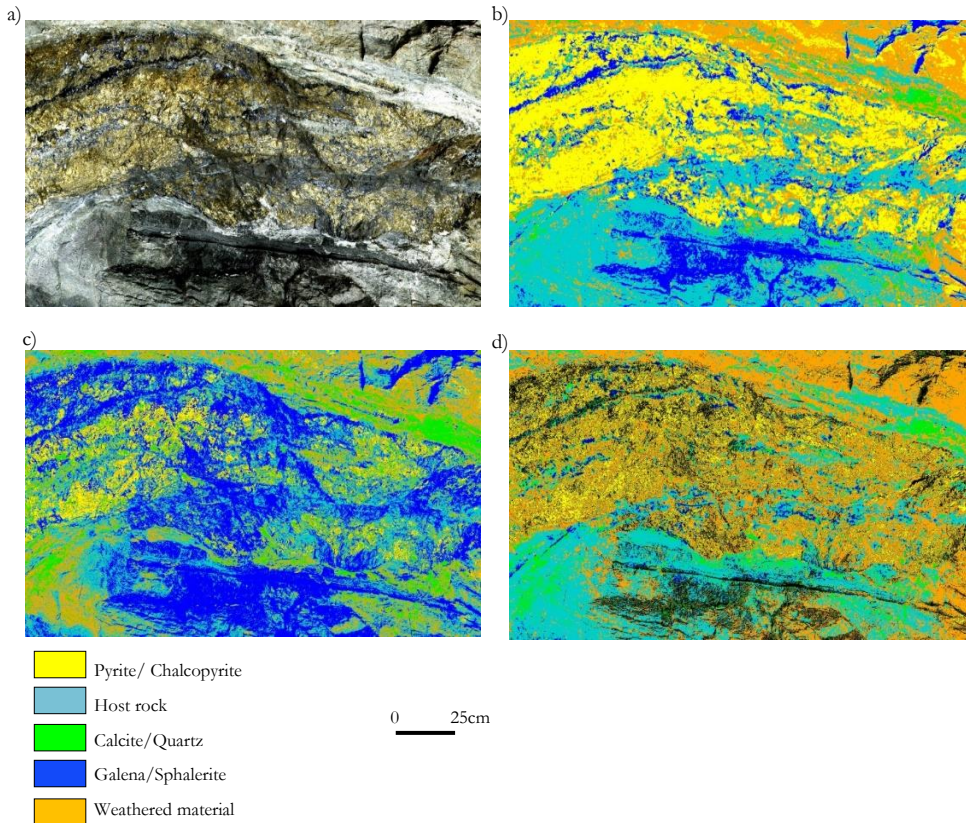 a)
b)
c)
d)
Pyrite/ Chalcopyrite
Host rock
Calcite/Quartz
Galena/Sphalerite
Weathered material
0 25cm